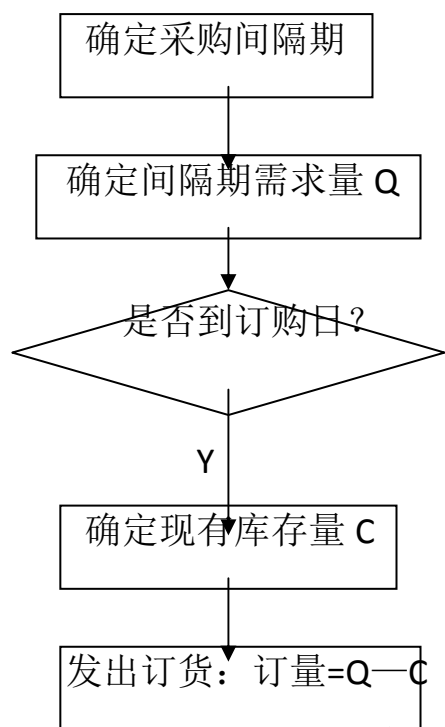 确定采购间隔期
确定间隔期需求量 Q
是否到订购日？
Y
确定现有库存量 C
发出订货：订量=Q—C